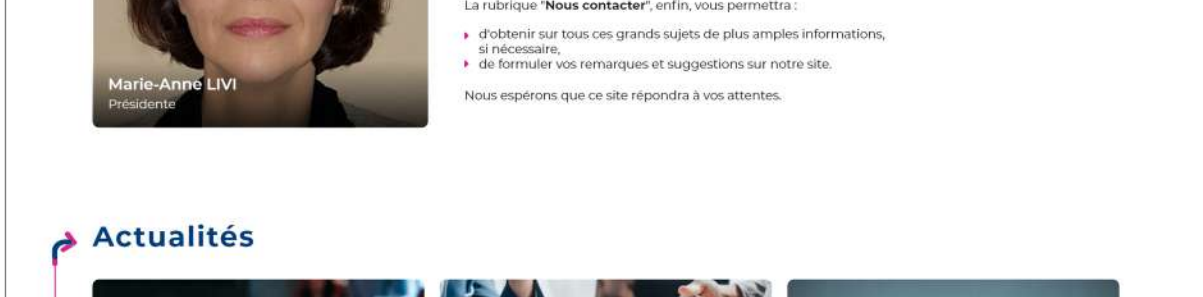 La rubrique "Nous contacter", enfin, vous permettra :
d'obtenir sur tous ces grands sujets de plus amples informations,
si nécessaire,
de formuler vos remarques et suggestions sur notre site.
Nous espérons que ce site répondra à vos attentes.
Marie-Anne LIVI
Présidente
Actualités